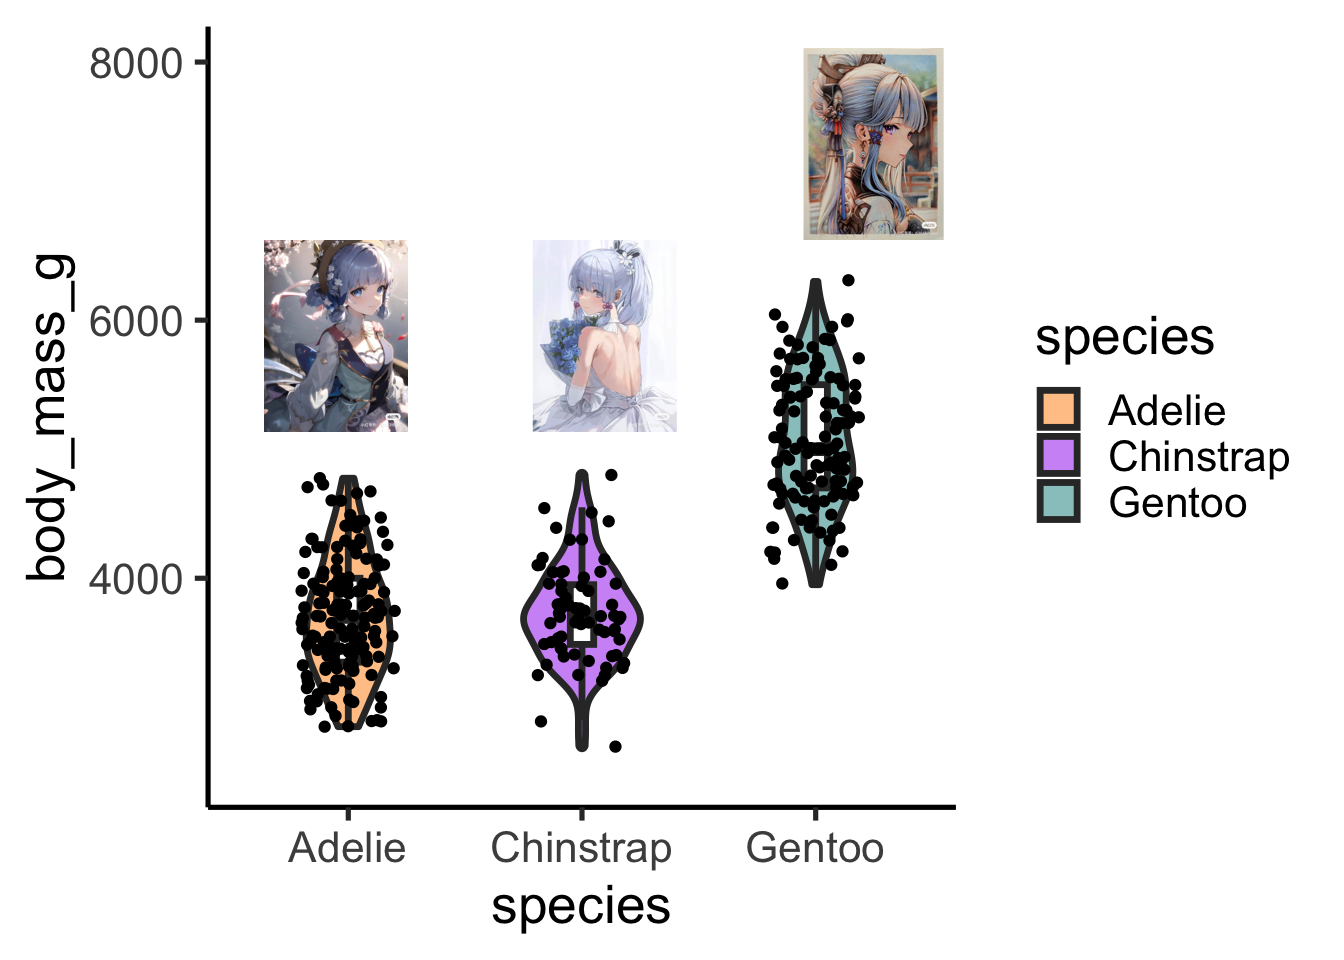 8000
6000
4000
body_mass_g
Adelie
Chinstrap
Gentoo
species
species
Adelie
Chinstrap
Gentoo